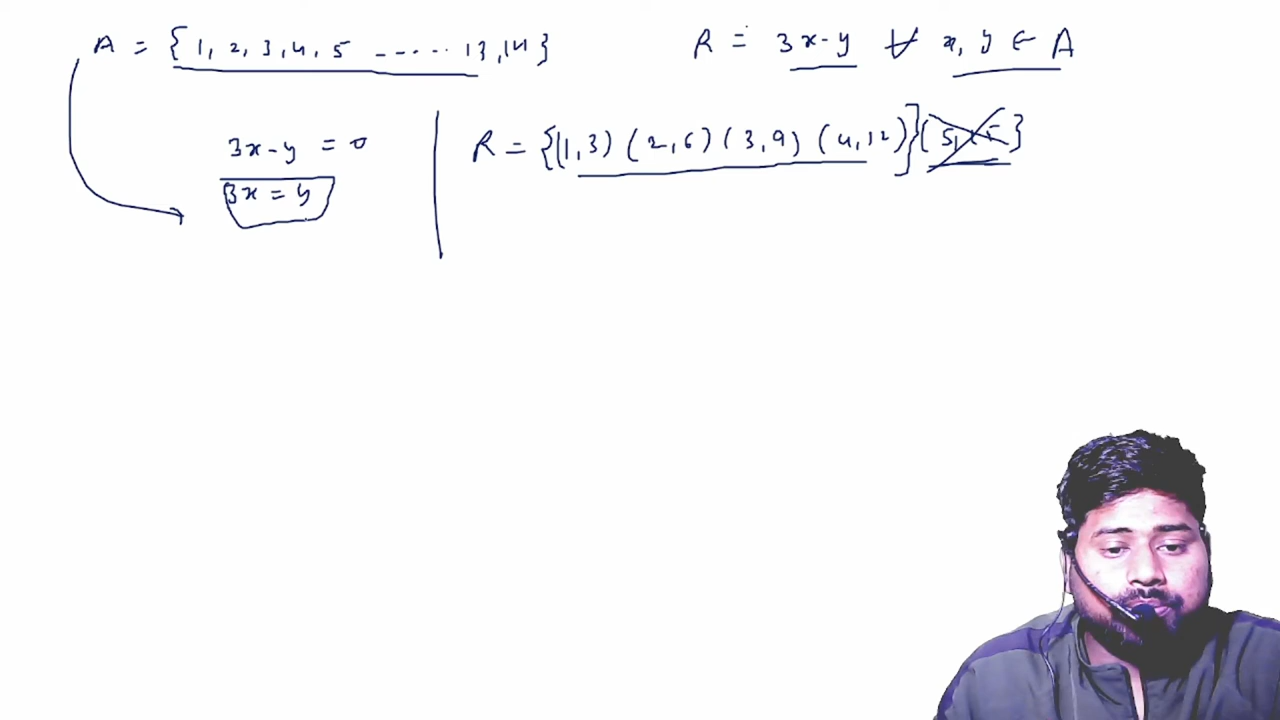 A = { 1, 2, 3, 4, 5 ------- 13, 14 }
R = 3x-y ∀ x, y ∈ A
3x-y = 0
3x = y
R = {(1,3) (2,6) (3,9) (4,12)}